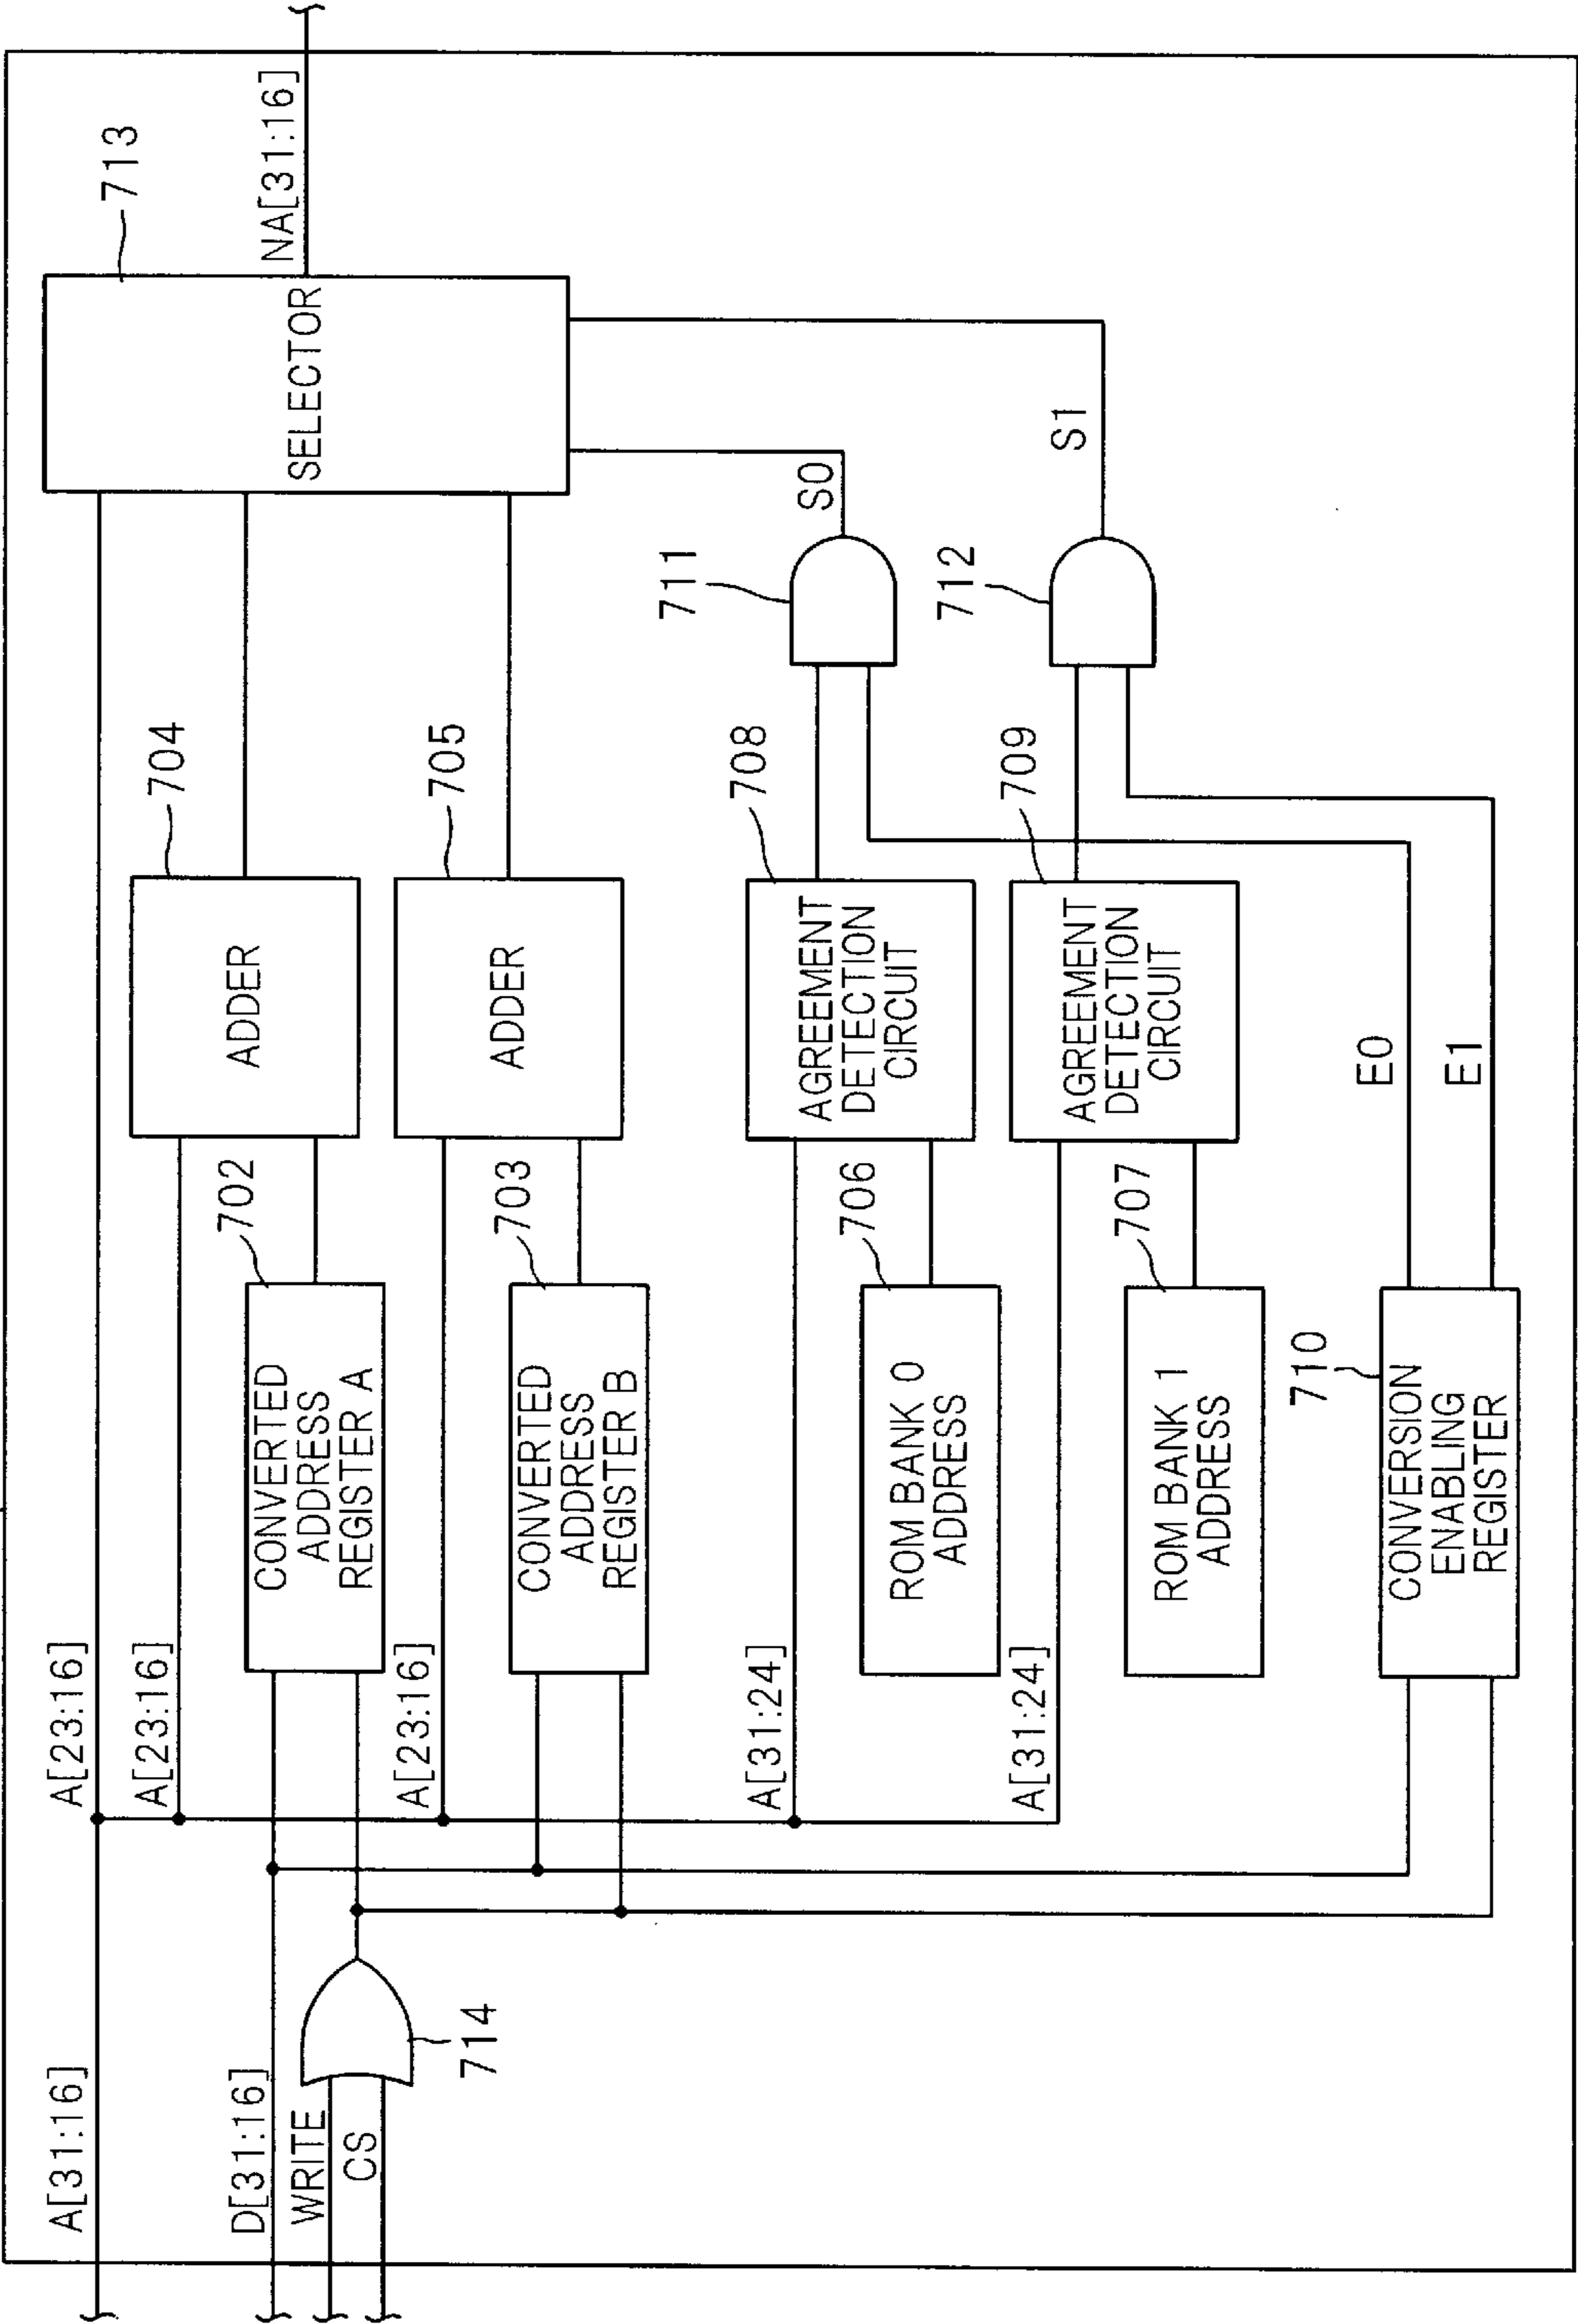 A[31:16]
A[23:16]
D[31:16]
WRITE
CS
714
A[23:16]
CONVERTED
ADDRESS
REGISTER A
702
ADDER
704
A[23:16]
CONVERTED
ADDRESS
REGISTER B
703
ADDER
705
SELECTOR
713
NA[31:16]
A[31:24]
ROM BANK 0
ADDRESS
706
AGREEMENT
DETECTION
CIRCUIT
708
711
S0
A[31:24]
ROM BANK 1
ADDRESS
707
AGREEMENT
DETECTION
CIRCUIT
709
712
S1
CONVERSION
ENABLING
REGISTER
710
E0
E1